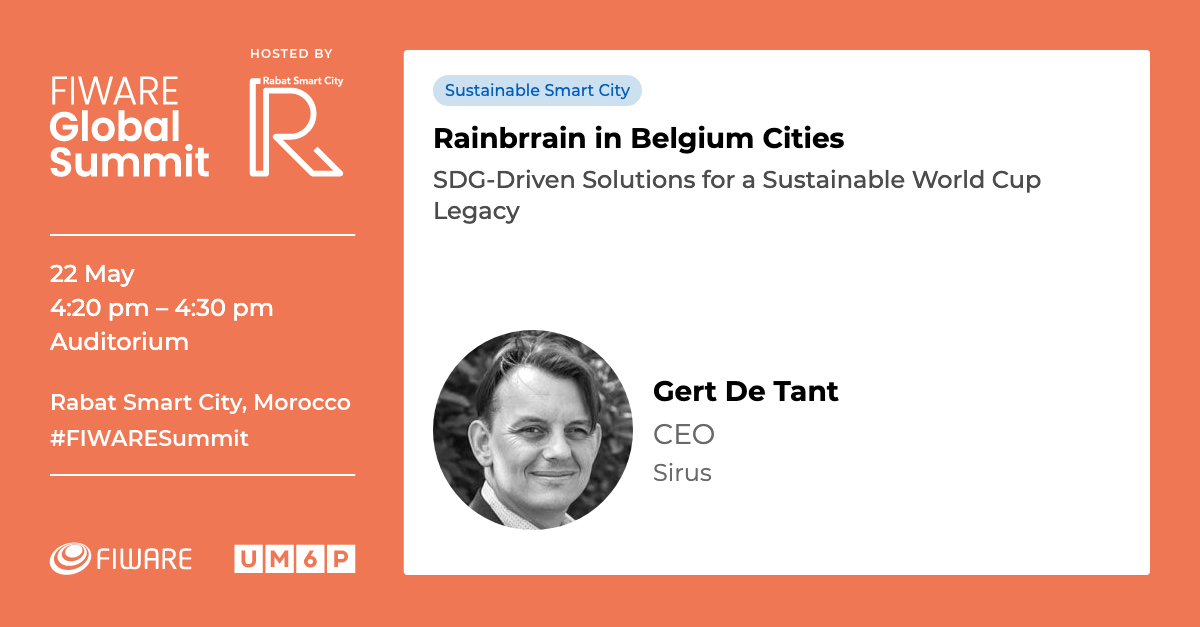 HOSTED BY
FIWARE
Global
Summit
Rabat Smart City
R
22 May
4:20 pm – 4:30 pm
Auditorium
Rabat Smart City, Morocco
#FIWARESummit
FIWARE
UM6P
Sustainable Smart City
Rainbrrain in Belgium Cities
SDG-Driven Solutions for a Sustainable World Cup
Legacy
Gert De Tant
CEO
Sirus